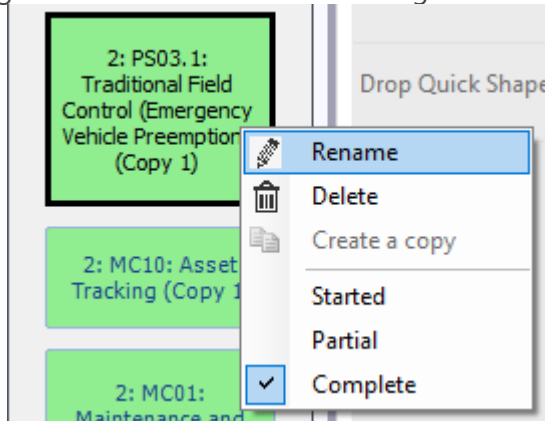 2: PS03.1:
Traditional Field
Control (Emergency
Vehicle Preemption
(Copy 1)
Drop Quick Shape
Rename
Delete
Create a copy
Started
Partial
Complete
2: MC10: Asset
Tracking (Copy 1
2: MC01:
Maintenance and